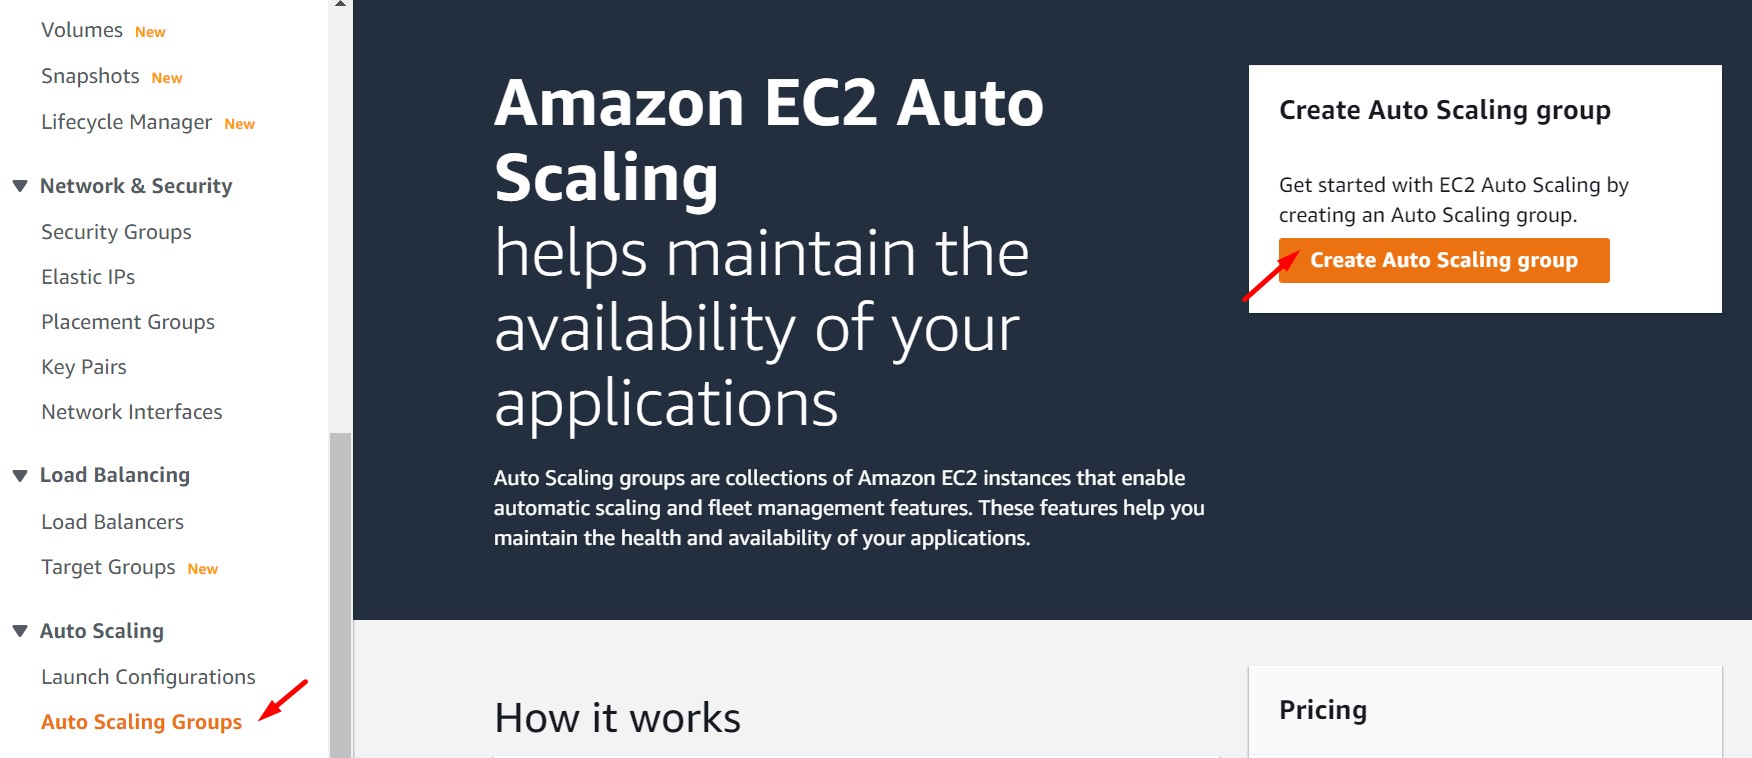 Volumes New
Snapshots New
Lifecycle Manager New
Network & Security
Security Groups
Elastic IPs
Placement Groups
Key Pairs
Network Interfaces
Load Balancing
Load Balancers
Target Groups New
Auto Scaling
Launch Configurations
Auto Scaling Groups
Amazon EC2 Auto
Scaling
helps maintain the
availability of your
applications
Auto Scaling groups are collections of Amazon EC2 instances that enable
automatic scaling and fleet management features. These features help you
maintain the health and availability of your applications.
Create Auto Scaling group
Get started with EC2 Auto Scaling by
creating an Auto Scaling group.
Create Auto Scaling group
How it works
Pricing